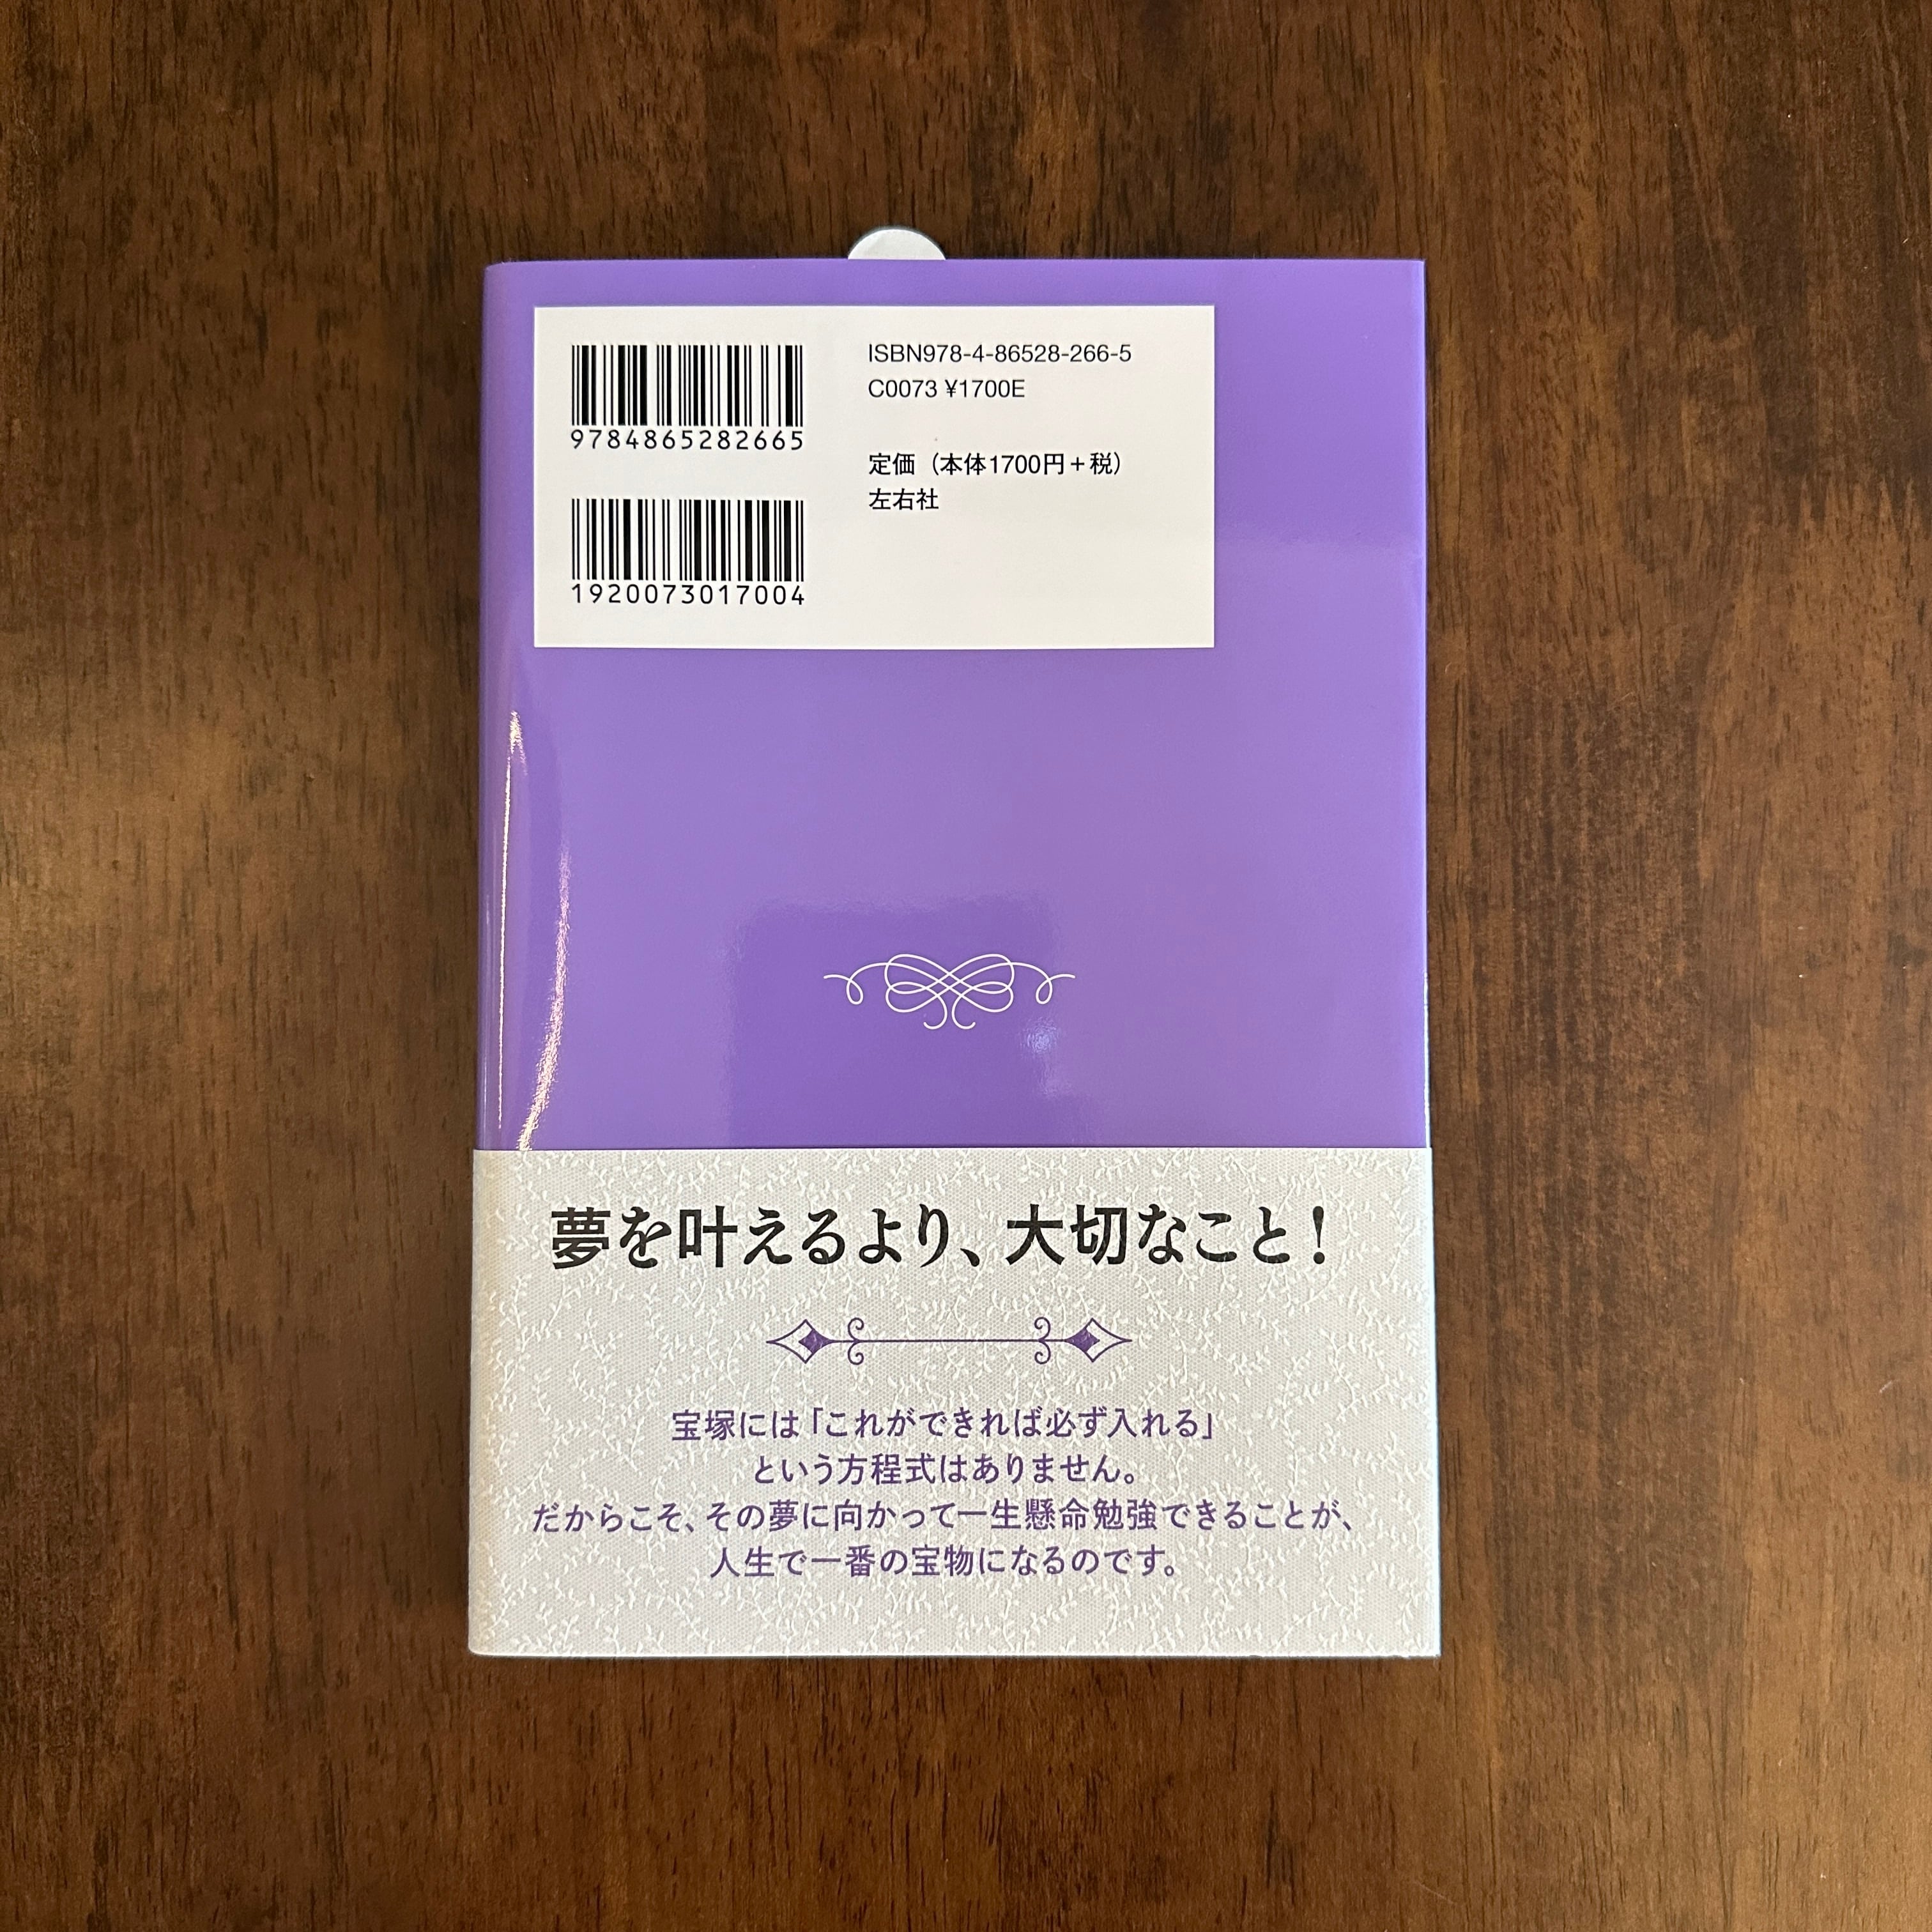 ISBN978-4-86528-266-5
C0073 ¥1700E
9784865282665
定価（本体1700円＋税）
左右社
1920073017004
夢を叶えるより、大切なこと！
宝塚には「これができれば必ず入れる」
という方程式はありません。
だからこそ、その夢に向かって一生懸命勉強できることが、
人生で一番の宝物になるのです。